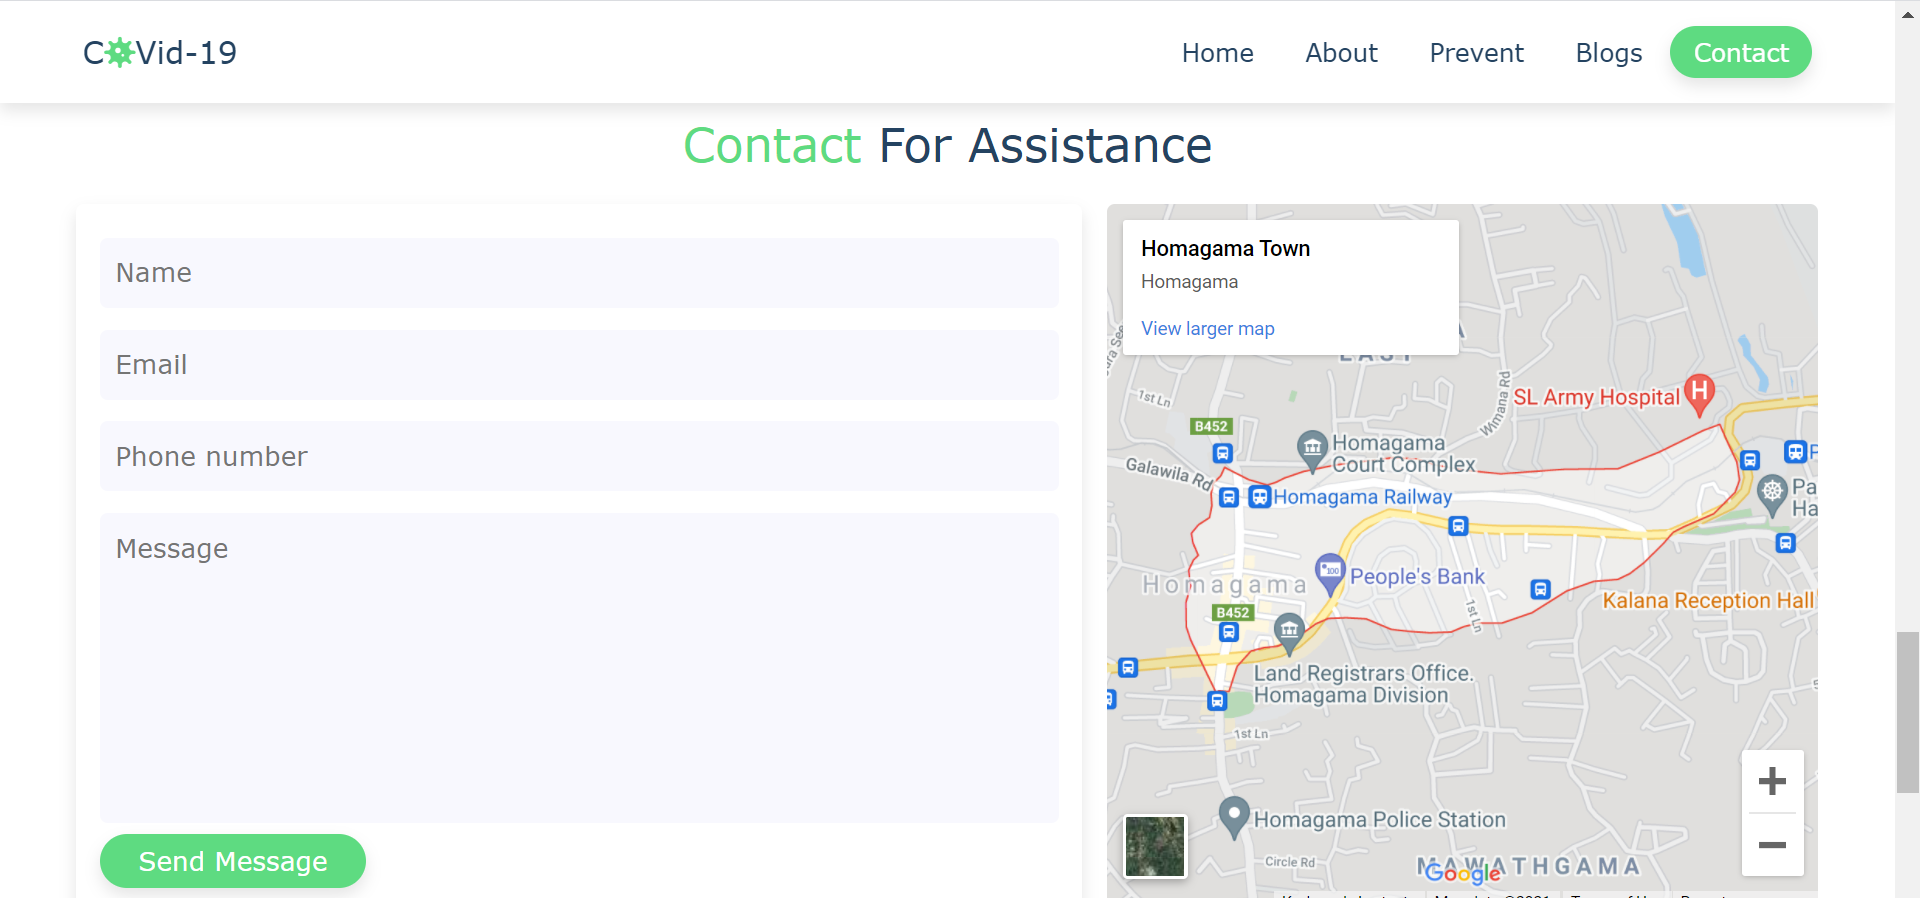 CVid-19
Home
About
Prevent
Blogs
Contact
Contact For Assistance
Name
Email
Phone number
Message
Send Message
Homagama Town
Homagama
View larger map
EAST
1st Ln
Wimana Rd
SL Army Hospital
H
B452
Homagama
Court Complex
Galawila Rd
Homagama Railway
Pa
Ha
People's Bank
Homagama
1st Ln
Kalana Reception Hall
B452
Land Registrars Office.
Homagama Division
1st Ln
Homagama Police Station
Circle Rd
MAWATHGAMA
Google